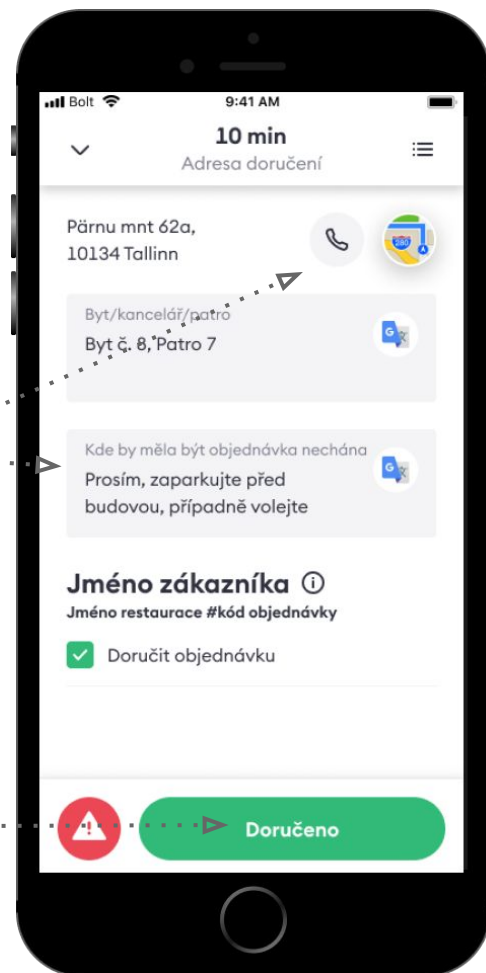 Bolt 9:41 AM
10 min
Adresa doručení
Pärnu mnt 62a,
10134 Tallinn
280
Byt/kancelář/patro
Byt č. 8, Patro 7
G
Kde by měla být objednávka nechána
Prosím, zaparkujte před
budovou, případně volejte
G
Jméno zákazníka
Jméno restaurace #kód objednávky
Doručit objednávku
Doručeno